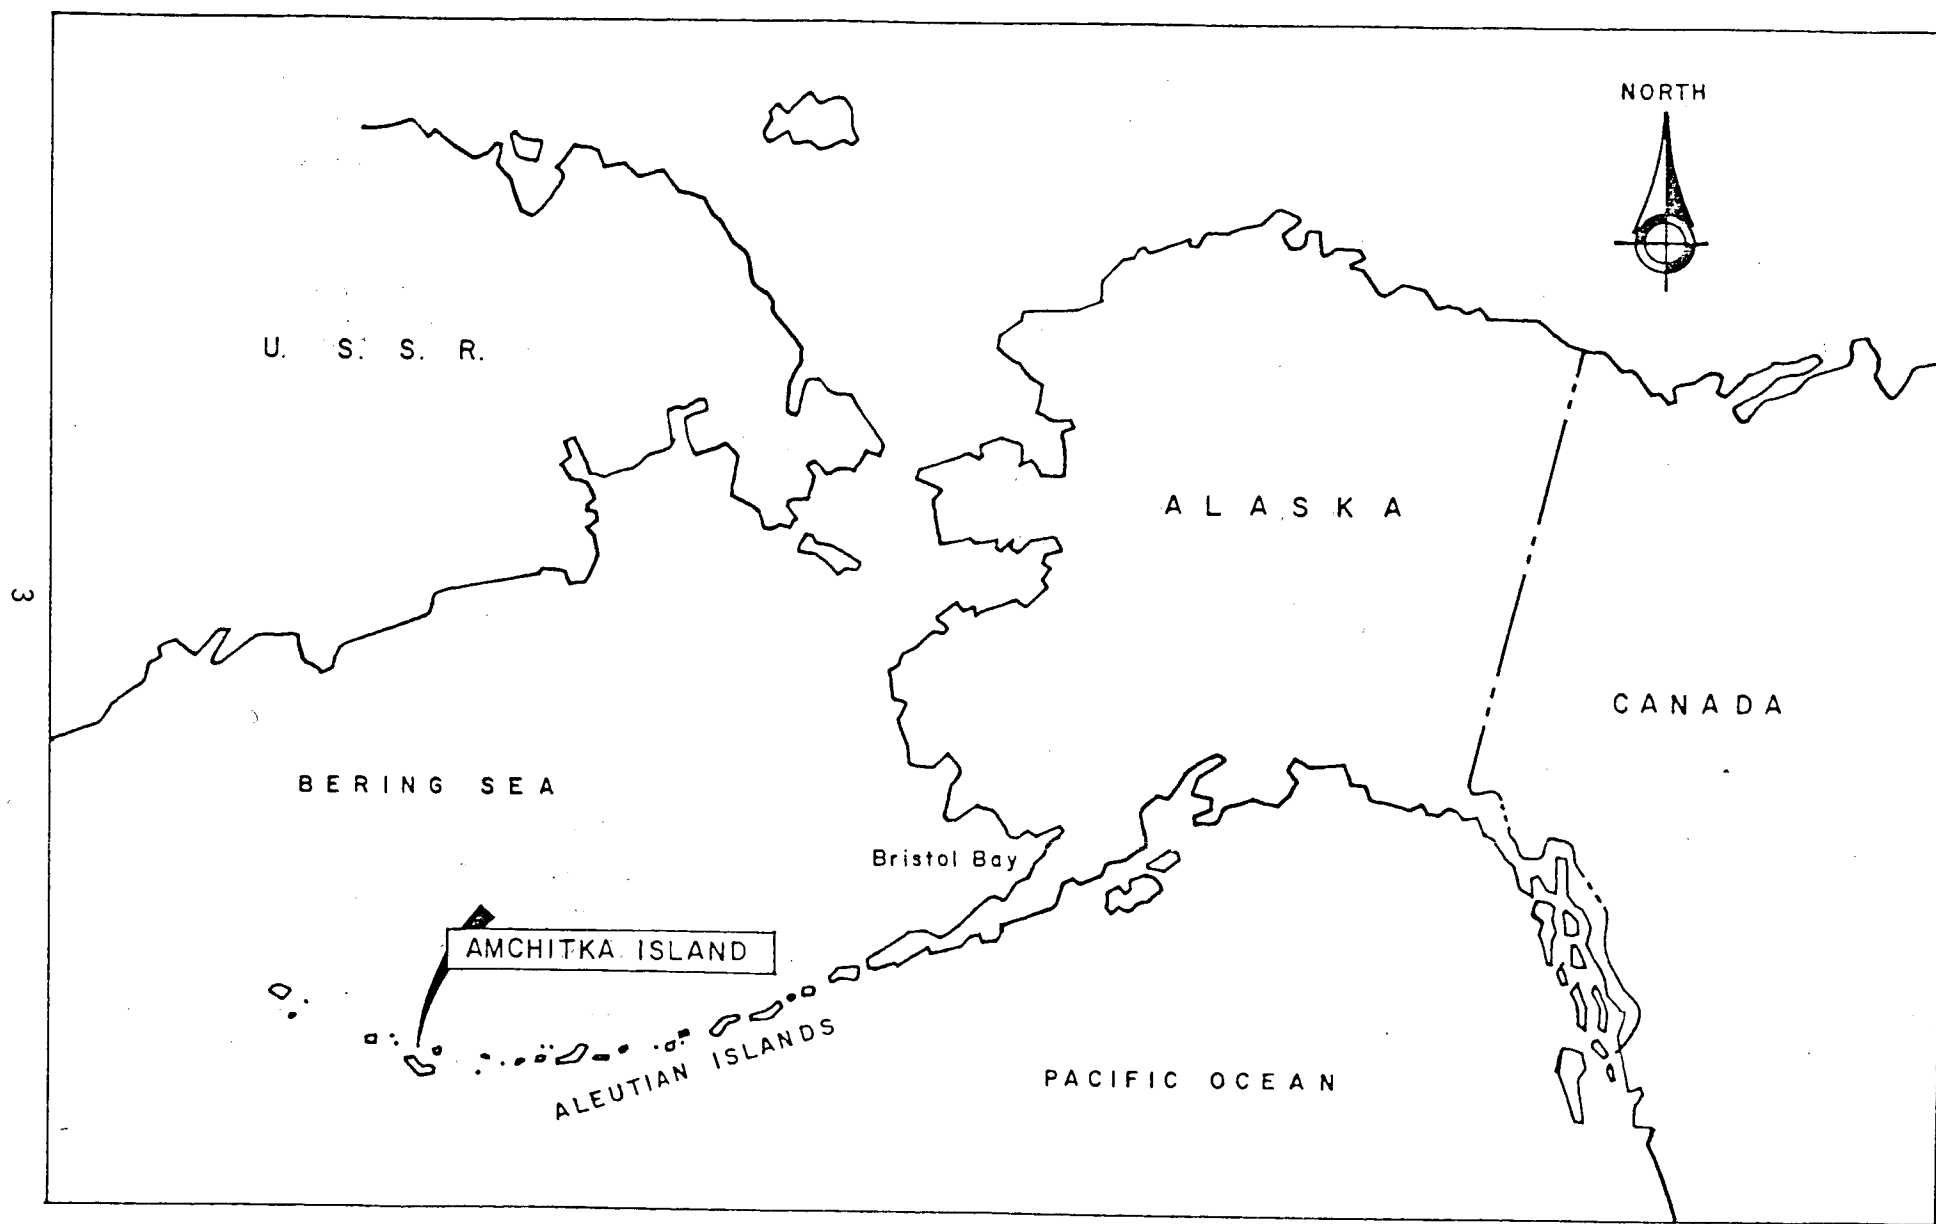 NORTH
U. S. S. R.
ALASKA
CANADA
BERING SEA
Bristol Bay
AMCHITKA ISLAND
ALEUTIAN ISLANDS
PACIFIC OCEAN
3